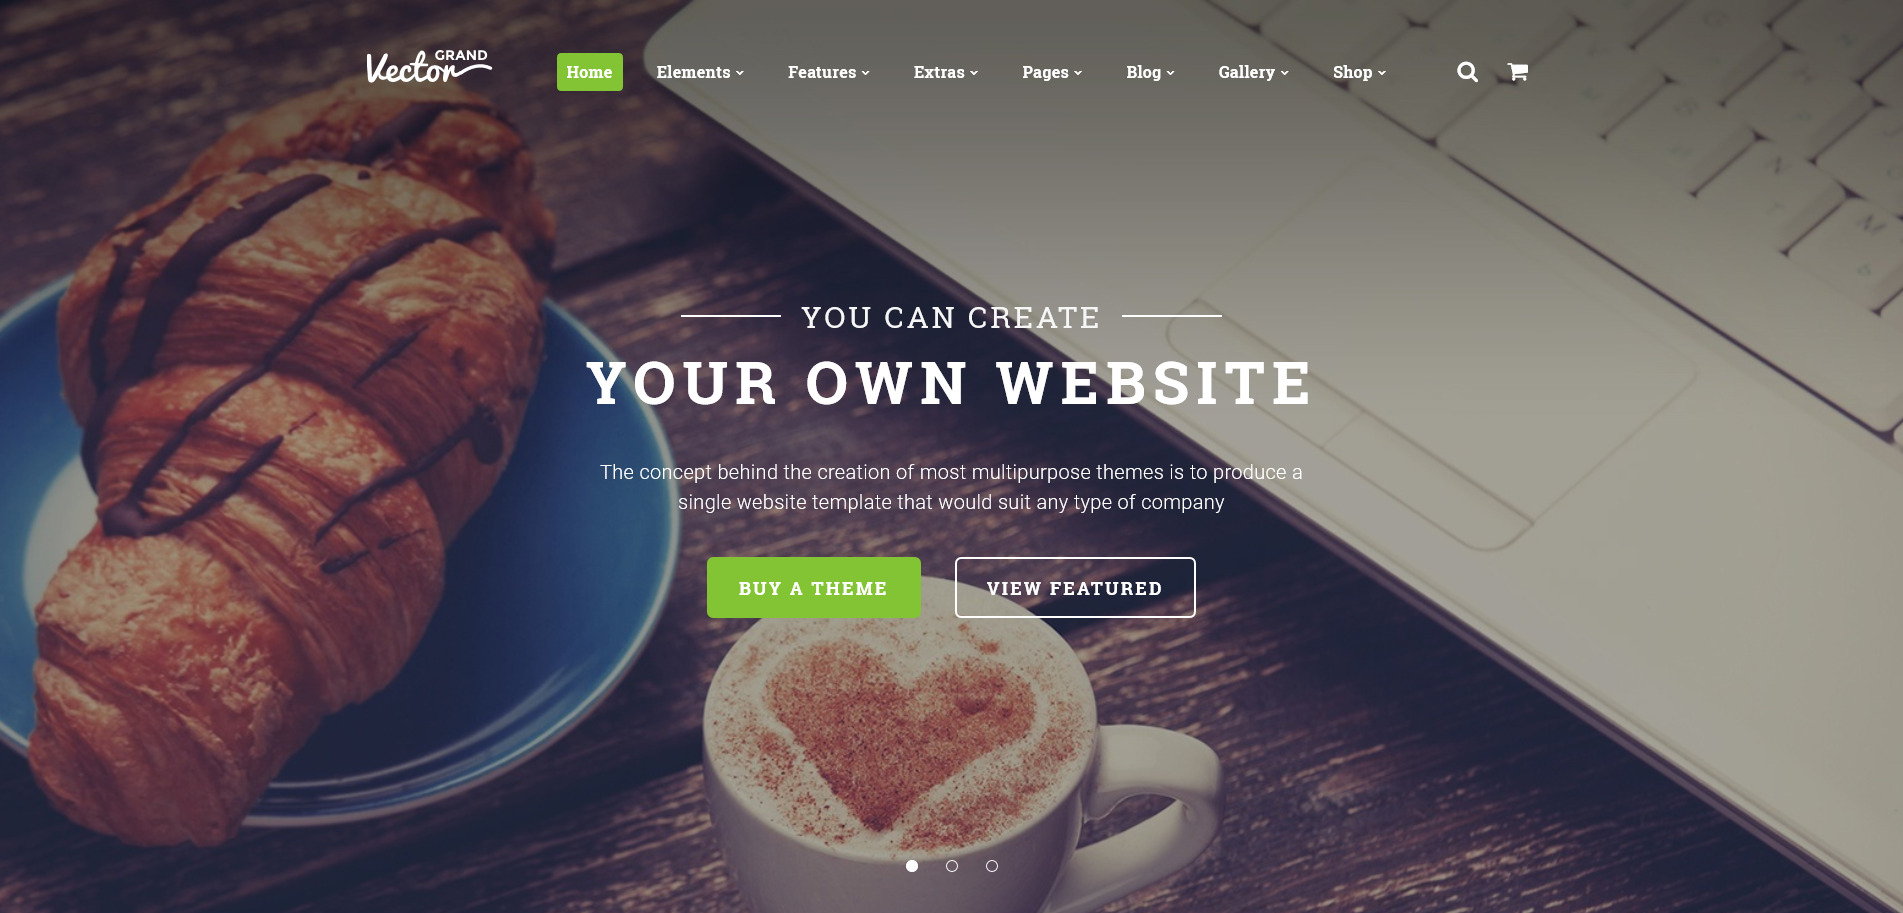 GRAND
Vector
Home Elements Features Extras Pages Blog Gallery Shop
YOU CAN CREATE
YOUR OWN WEBSITE
The concept behind the creation of most multipurpose themes is to produce a
single website template that would suit any type of company
BUY A THEME VIEW FEATURED